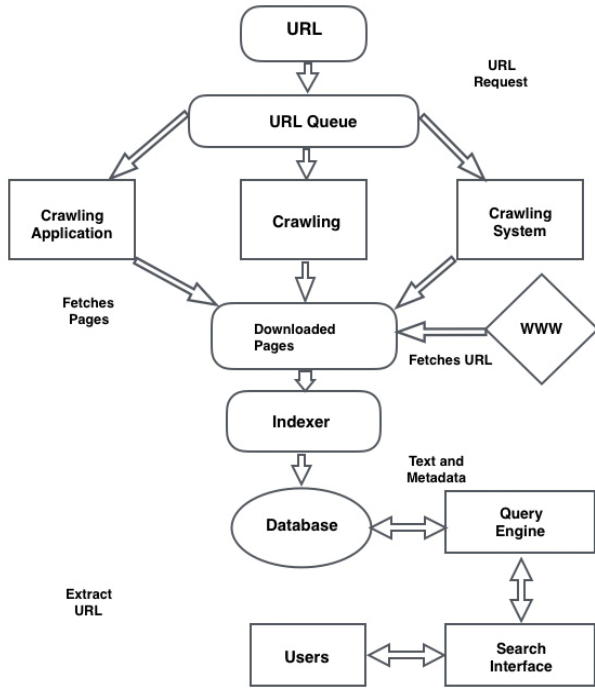 URL
URL
Request
URL Queue
Crawling
Application
Crawling
Crawling
System
Fetches
Pages
Downloaded
Pages
WWW
Fetches URL
Indexer
Text and
Metadata
Database
Query
Engine
Extract
URL
Users
Search
Interface